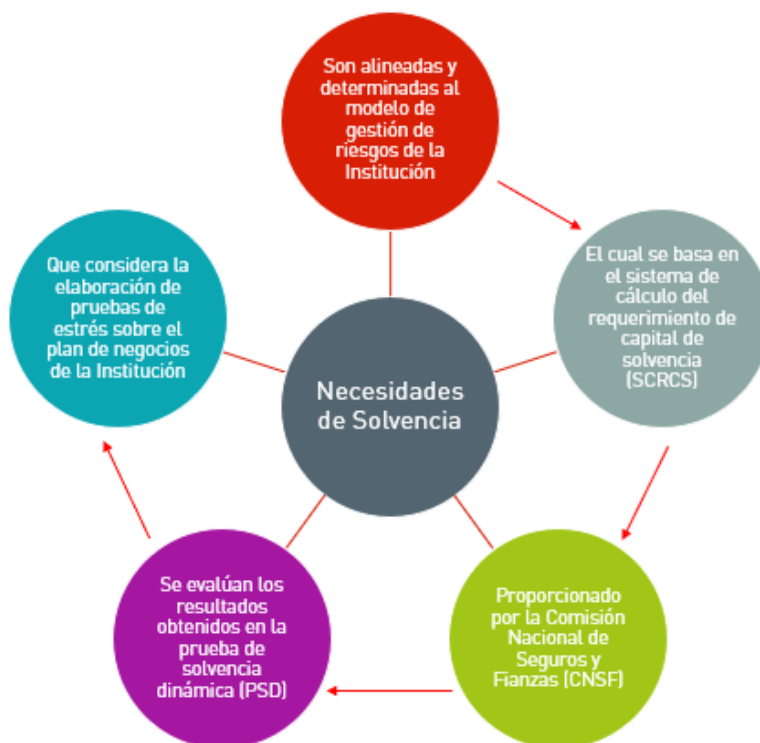 Son alineadas y
determinadas al
modelo de
gestión de
riesgos de la
Institución
El cual se basa en
el sistema de
cálculo del
requerimiento de
capital de
solvencia
(SCRCS)
Proporcionado
por la Comisión
Nacional de
Seguros y
Fianzas (CNSF)
Se evalúan los
resultados
obtenidos en la
prueba de
solvencia
dinámica (PSD)
Que considera la
elaboración de
pruebas de
estrés sobre el
plan de negocios
de la Institución
Necesidades
de Solvencia